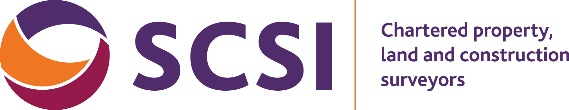 SCSI
Chartered property,
land and construction
surveyors